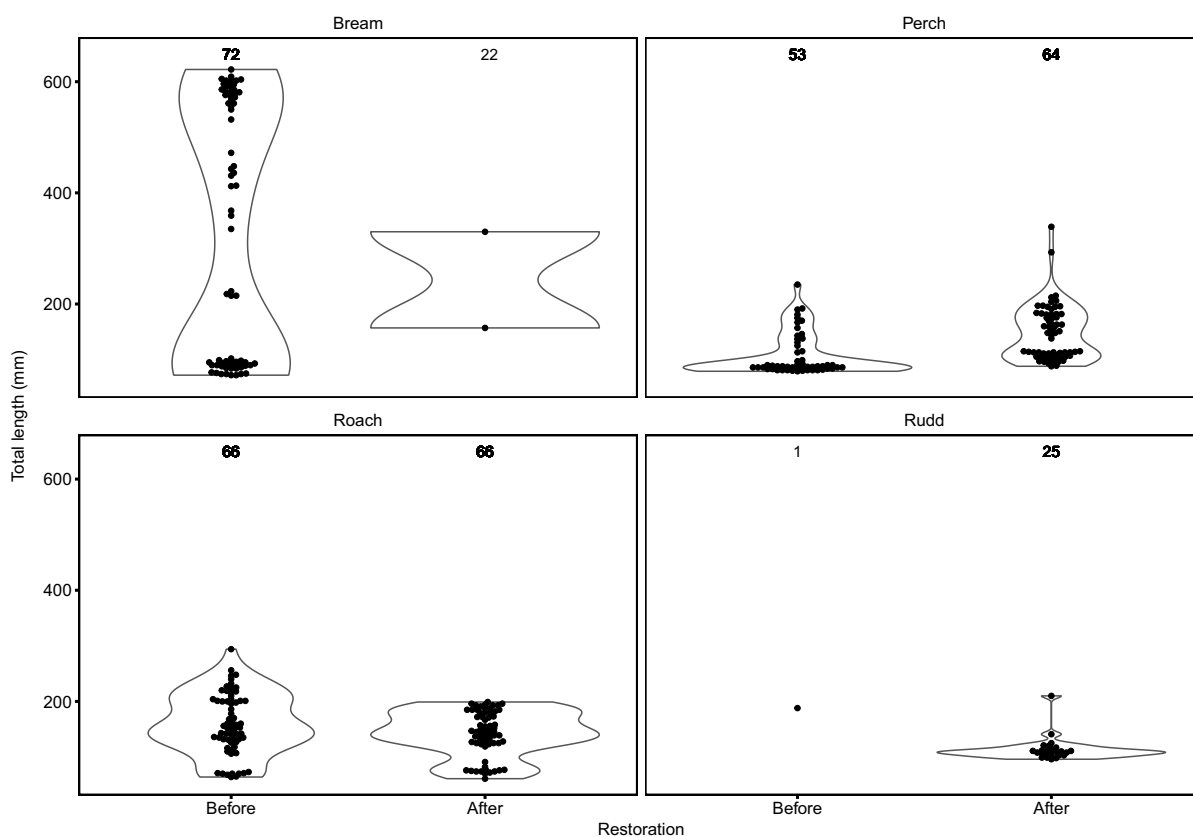 Bream
Perch
72
22
53
64
600
400
200
Roach
Rudd
66
66
1
25
600
400
200
Total length (mm)
Before
After
Before
After
Restoration